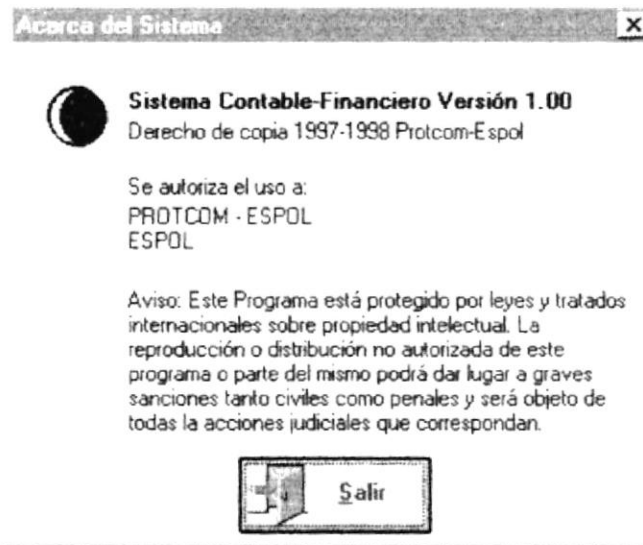 Acerca del Sistema
Sistema Contable-Financiero Versión 1.00
Derecho de copia 1997-1998 Protcom-Espol
Se autoriza el uso a:
PROTCOM - ESPOL
ESPOL
Aviso: Este Programa está protegido por leyes y tratados
internacionales sobre propiedad intelectual. La
reproducción o distribución no autorizada de este
programa o parte del mismo podrá dar lugar a graves
sanciones tanto civiles como penales y será objeto de
todas la acciones judiciales que correspondan.
Salir